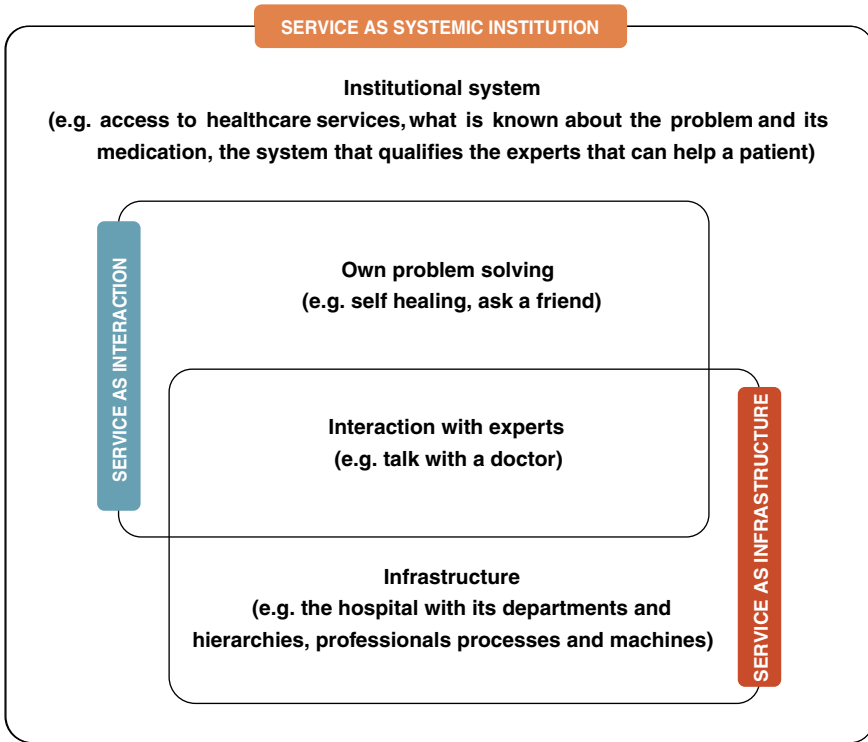 SERVICE AS SYSTEMIC INSTITUTION
Institutional system
(e.g. access to healthcare services, what is known about the problem and its
medication, the system that qualifies the experts that can help a patient)
SERVICE AS INTERACTION
Own problem solving
(e.g. self healing, ask a friend)
Interaction with experts
(e.g. talk with a doctor)
SERVICE AS INFRASTRUCTURE
Infrastructure
(e.g. the hospital with its departments and
hierarchies, professionals processes and machines)